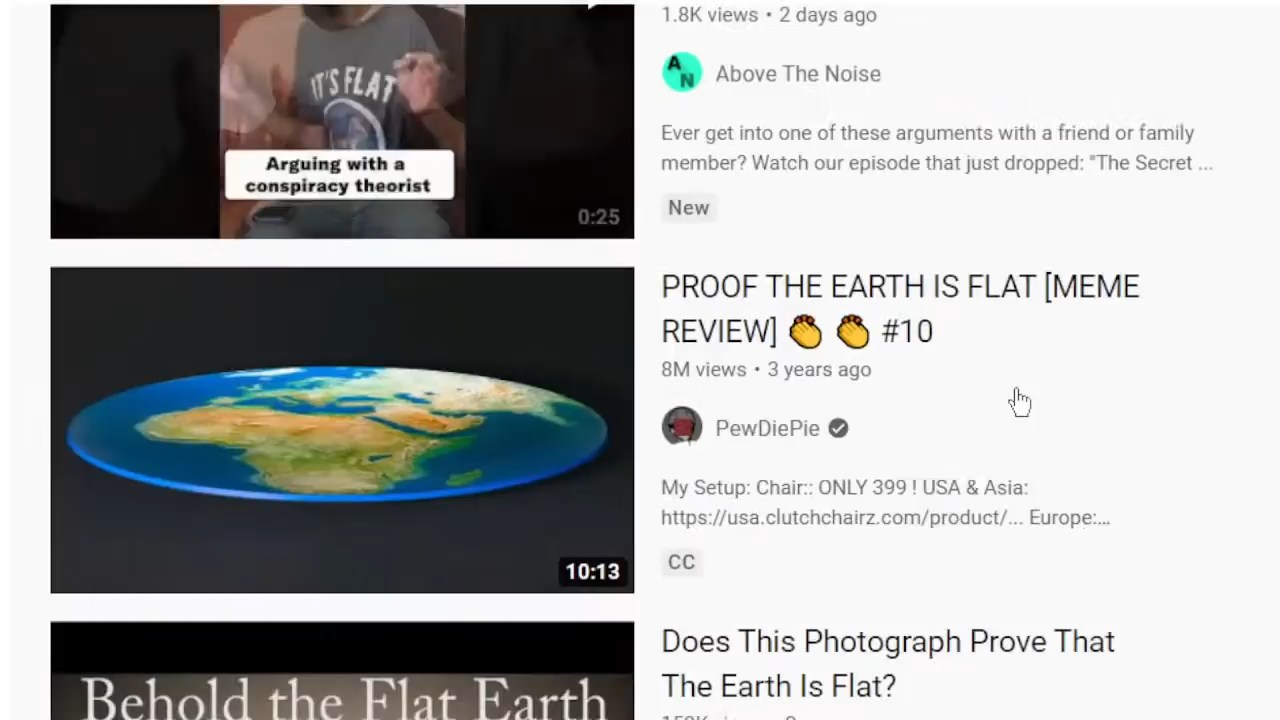 1.8K views • 2 days ago
IT'S FLAT
A
N
Above The Noise
Arguing with a
conspiracy theorist
Ever get into one of these arguments with a friend or family
member? Watch our episode that just dropped: "The Secret ...
0:25
New
PROOF THE EARTH IS FLAT [MEME
REVIEW] 👏 👏 #10
8M views • 3 years ago
PewDiePie
My Setup: Chair:: ONLY 399 ! USA & Asia:
https://usa.clutchchairz.com/product/... Europe:...
10:13
CC
Does This Photograph Prove That
The Earth Is Flat?
Behold the Flat Earth